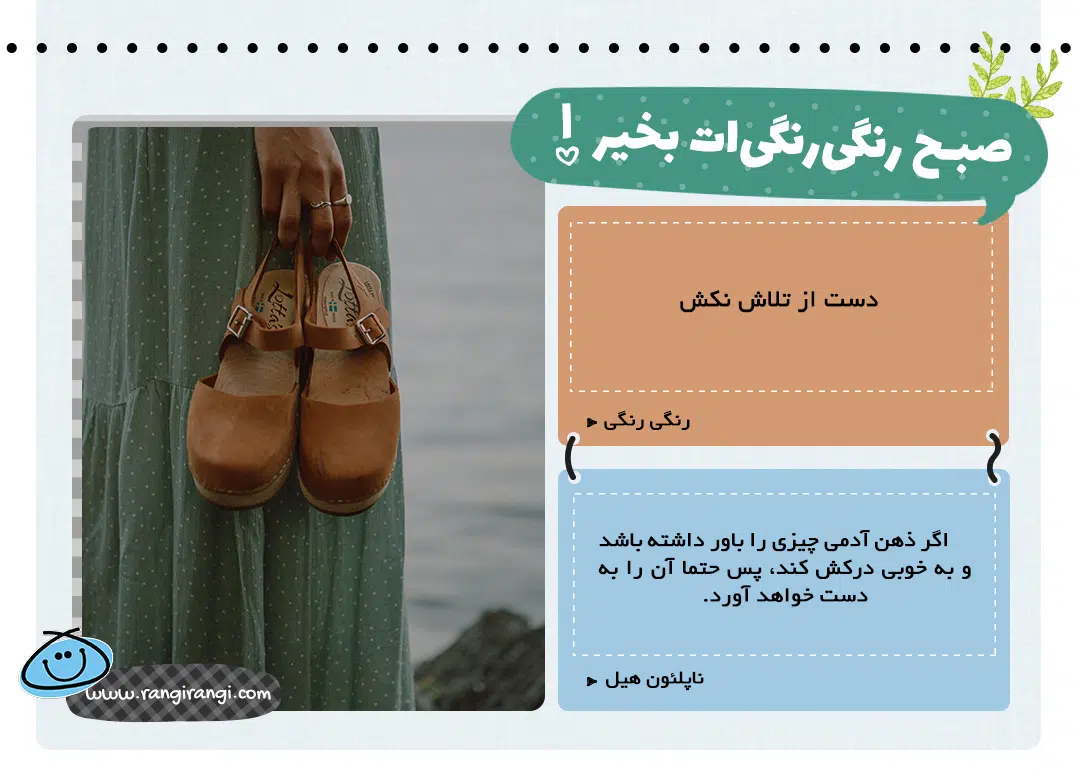 صبح رنگی‌رنگی‌ات بخیر !
دست از تلاش نکش
رنگی رنگی
اگر ذهن آدمی چیزی را باور داشته باشد
و به خوبی درکش کند، پس حتما آن را به
دست خواهد آورد.
ناپلئون هیل
Lotta's
www.rangirangi.com